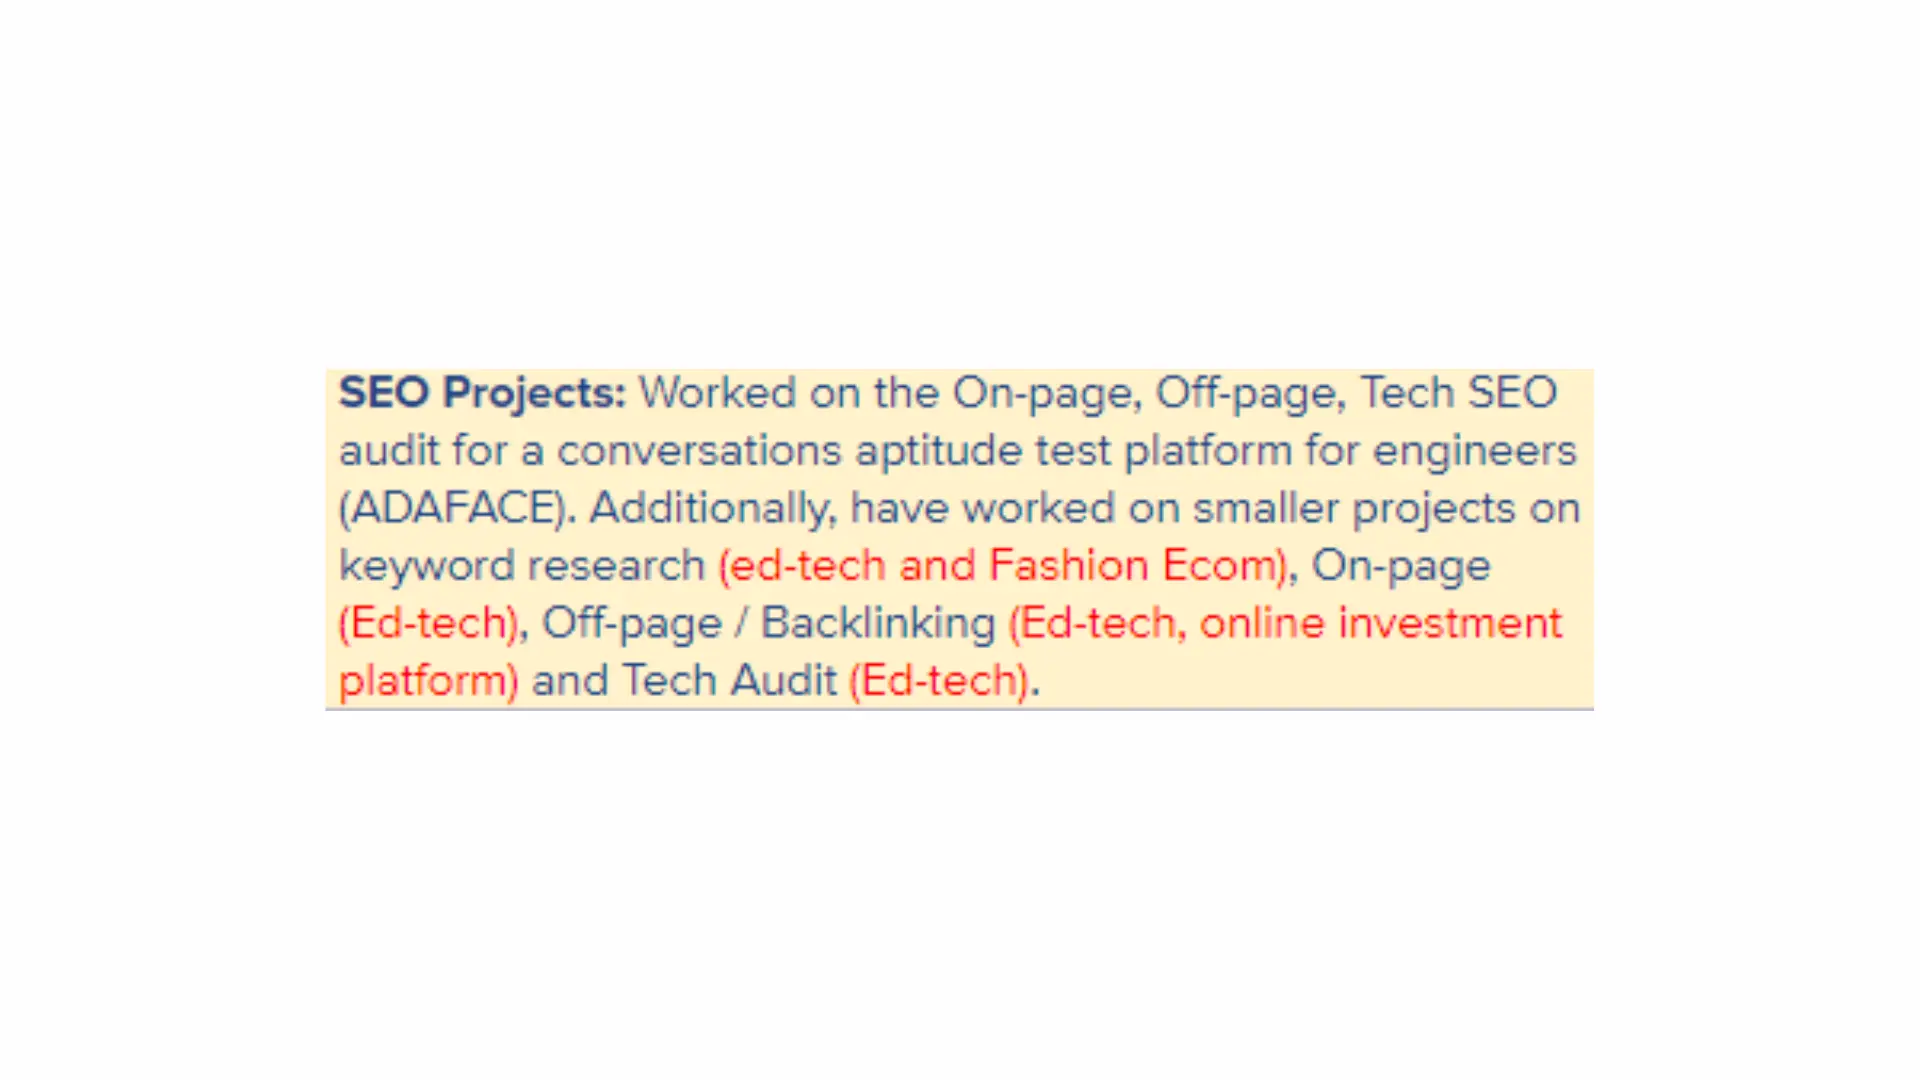 SEO Projects: Worked on the On-page, Off-page, Tech SEO
audit for a conversations aptitude test platform for engineers
(ADAFACE). Additionally, have worked on smaller projects on
keyword research (ed-tech and Fashion Ecom), On-page
(Ed-tech), Off-page / Backlinking (Ed-tech, online investment
platform) and Tech Audit (Ed-tech).